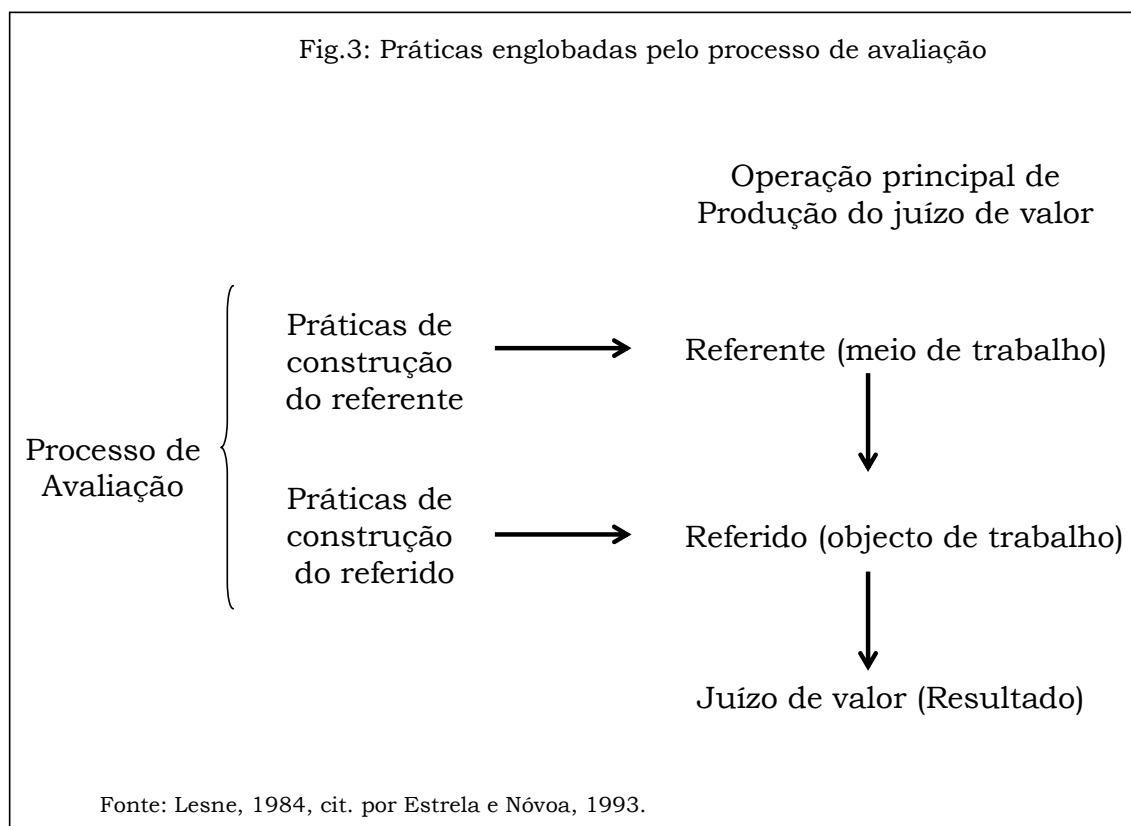 Fig.3: Práticas englobadas pelo processo de avaliação
Operação principal de
Produção do juízo de valor
Práticas de
construção
do referente
Referente (meio de trabalho)
Processo de
Avaliação
Práticas de
construção
do referido
Referido (objecto de trabalho)
Juízo de valor (Resultado)
Fonte: Lesne, 1984, cit. por Estrela e Nóvoa, 1993.